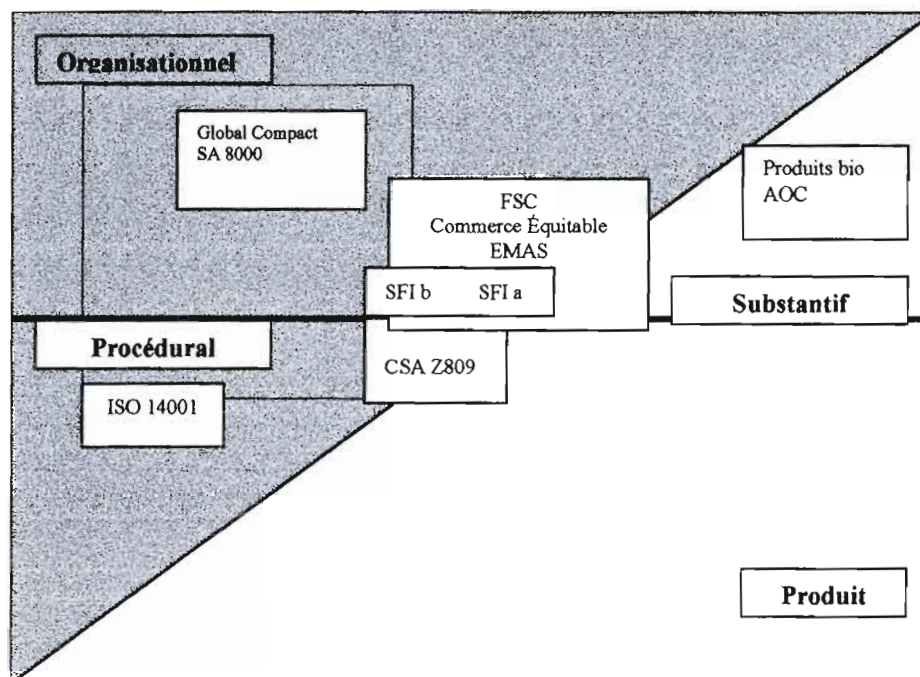 Organisationnel
Global Compact
SA 8000
Produits bio
AOC
FSC
Commerce Équitable
EMAS
SFI b SFI a
Substantif
Procédural
CSA Z809
ISO 14001
Produit